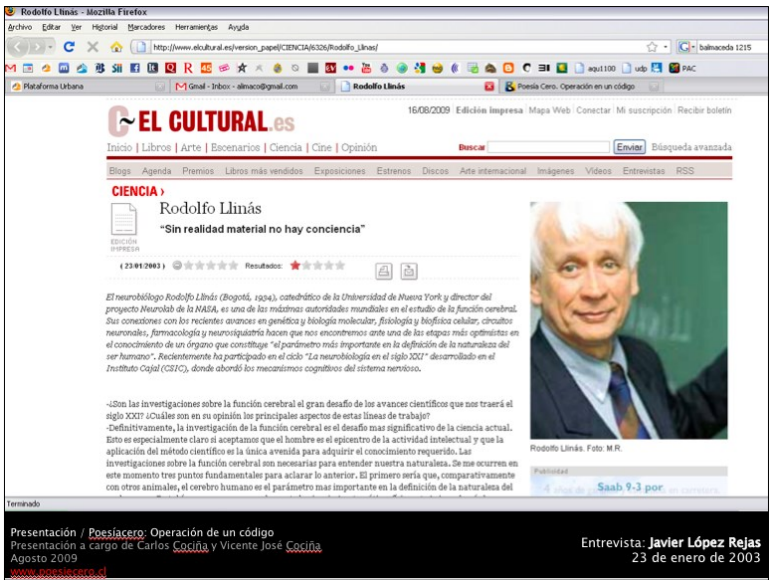 Rodolfo Llinás - Mozilla Firefox
Archivo Editar Ver Historial Marcadores Herramientas Ayuda
http://www.elcultural.es/version_papel/CIENCIA/6326/Rodolfo_Llinas/
balmaceda 1215
aqu1100 udp PAC
Plataforma Urbana
Gmail - Inbox - almaco@gmail.com
Rodolfo Llinás
Poesía Cero. Operación en un código
16/08/2009 Edición impresa Mapa Web Conectar Mi suscripción Recibir boletín
EL CULTURAL.es
Inicio | Libros | Arte | Escenarios | Ciencia | Cine | Opinión
Buscar Enviar Búsqueda avanzada
Blogs Agenda Premios Libros más vendidos Exposiciones Estrenos Discos Arte internacional Imágenes Videos Entrevistas RSS
CIENCIA ›
Rodolfo Llinás
“Sin realidad material no hay conciencia”
EDICIÓN
IMPRESA
(23/01/2003) Resultados:
El neurobiólogo Rodolfo Llinás (Bogotá, 1934), catedrático de la Universidad de Nueva York y director del
proyecto Neurolab de la NASA, es una de las máximas autoridades mundiales en el estudio de la función cerebral.
Sus conexiones con los recientes avances en genética y biología molecular, fisiología y biofísica celular, circuitos
neuronales, farmacología y neurosiquiatría hacen que nos encontremos ante una de las etapas más optimistas en
el conocimiento de un órgano que constituye "el parámetro más importante en la definición de la naturaleza del
ser humano". Recientemente ha participado en el ciclo "La neurobiología en el siglo XXI" desarrollado en el
Instituto Cajal (CSIC), donde abordó los mecanismos cognitivos del sistema nervioso.
-¿Son las investigaciones sobre la función cerebral el gran desafío de los avances científicos que nos traerá el
siglo XXI? ¿Cuáles son en su opinión los principales aspectos de estas líneas de trabajo?
-Definitivamente, la investigación de la función cerebral es el desafío mas significativo de la ciencia actual.
Esto es especialmente claro si aceptamos que el hombre es el epicentro de la actividad intelectual y que la
aplicación del método científico es la única avenida para adquirir el conocimiento requerido. Las
investigaciones sobre la función cerebral son necesarias para entender nuestra naturaleza. Se me ocurren en
este momento tres puntos fundamentales para aclarar lo anterior. El primero sería que, comparativamente
con otros animales, el cerebro humano es el parámetro mas importante en la definición de la naturaleza del
Rodolfo Llinás. Foto: M.R.
Publicidad
Saab 9-3 por
Terminado
Presentación / Poesíacero: Operación de un código
Presentación a cargo de Carlos Cociña y Vicente José Cociña
Agosto 2009
www.poesiecero.cl
Entrevista: Javier López Rejas
23 de enero de 2003